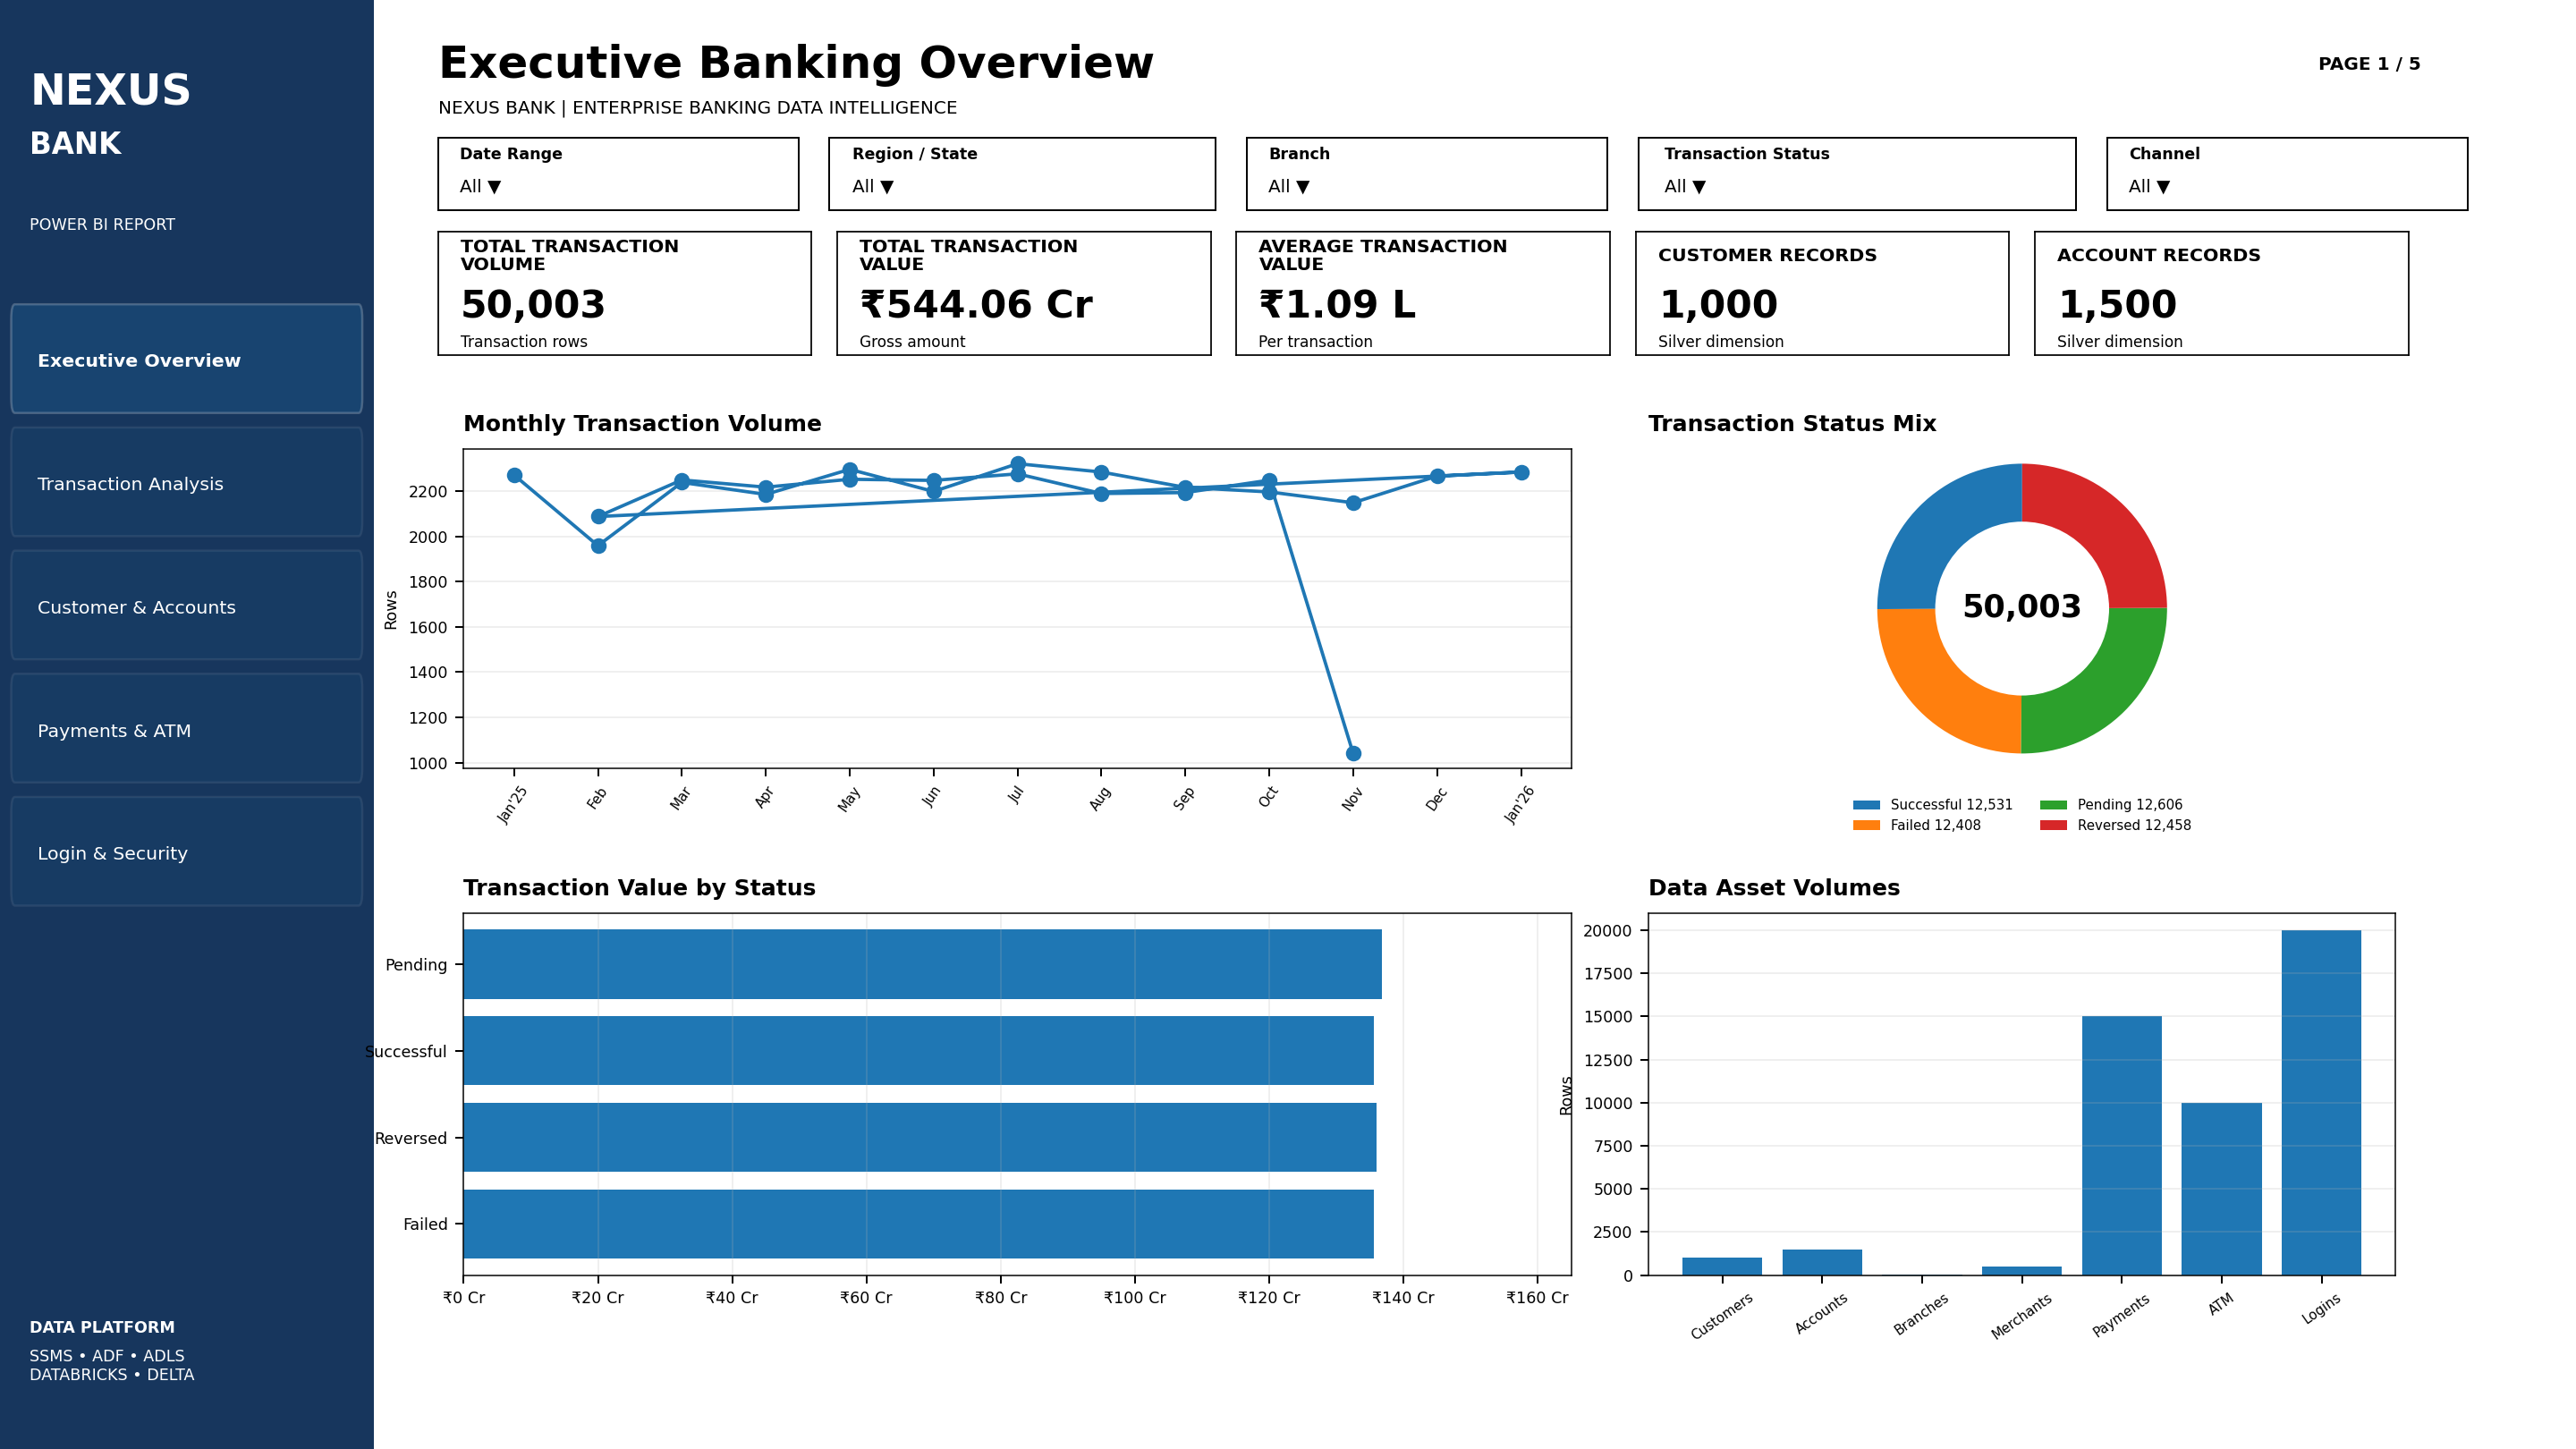 NEXUS
BANK
POWER BI REPORT
Executive Overview
Transaction Analysis
Customer & Accounts
Payments & ATM
Login & Security
DATA PLATFORM
SSMS • ADF • ADLS
DATABRICKS • DELTA
Executive Banking Overview
PAGE 1 / 5
NEXUS BANK | ENTERPRISE BANKING DATA INTELLIGENCE
Date Range
All ▼
Region / State
All ▼
Branch
All ▼
Transaction Status
All ▼
Channel
All ▼
TOTAL TRANSACTION
VOLUME
50,003
Transaction rows
TOTAL TRANSACTION
VALUE
₹544.06 Cr
Gross amount
AVERAGE TRANSACTION
VALUE
₹1.09 L
Per transaction
CUSTOMER RECORDS
1,000
Silver dimension
ACCOUNT RECORDS
1,500
Silver dimension
Monthly Transaction Volume
Rows
2200
2000
1800
1600
1400
1200
1000
Jan'25
Feb
Mar
Apr
May
Jun
Jul
Aug
Sep
Oct
Nov
Dec
Jan'26
Transaction Status Mix
50,003
Successful 12,531
Failed 12,408
Pending 12,606
Reversed 12,458
Transaction Value by Status
Pending
Successful
Reversed
Failed
₹0 Cr
₹20 Cr
₹40 Cr
₹60 Cr
₹80 Cr
₹100 Cr
₹120 Cr
₹140 Cr
₹160 Cr
Data Asset Volumes
Rows
20000
17500
15000
12500
10000
7500
5000
2500
0
Customers
Accounts
Branches
Merchants
Payments
ATM
Logins